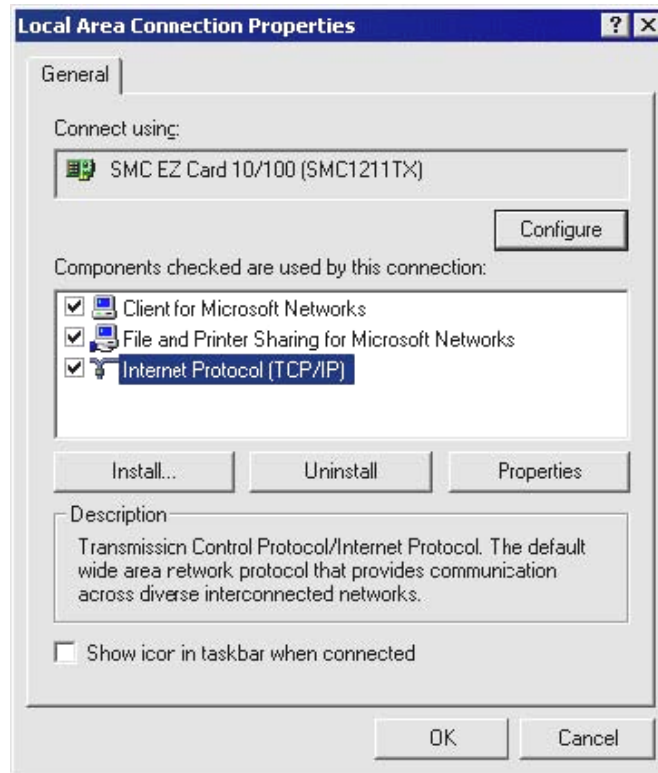 Local Area Connection Properties
General
Connect using:
SMC EZ Card 10/100 (SMC1211TX)
Configure
Components checked are used by this connection:
Client for Microsoft Networks
File and Printer Sharing for Microsoft Networks
Internet Protocol (TCP/IP)
Install... Uninstall Properties
Description
Transmission Control Protocol/Internet Protocol. The default
wide area network protocol that provides communication
across diverse interconnected networks.
Show icon in taskbar when connected
OK Cancel